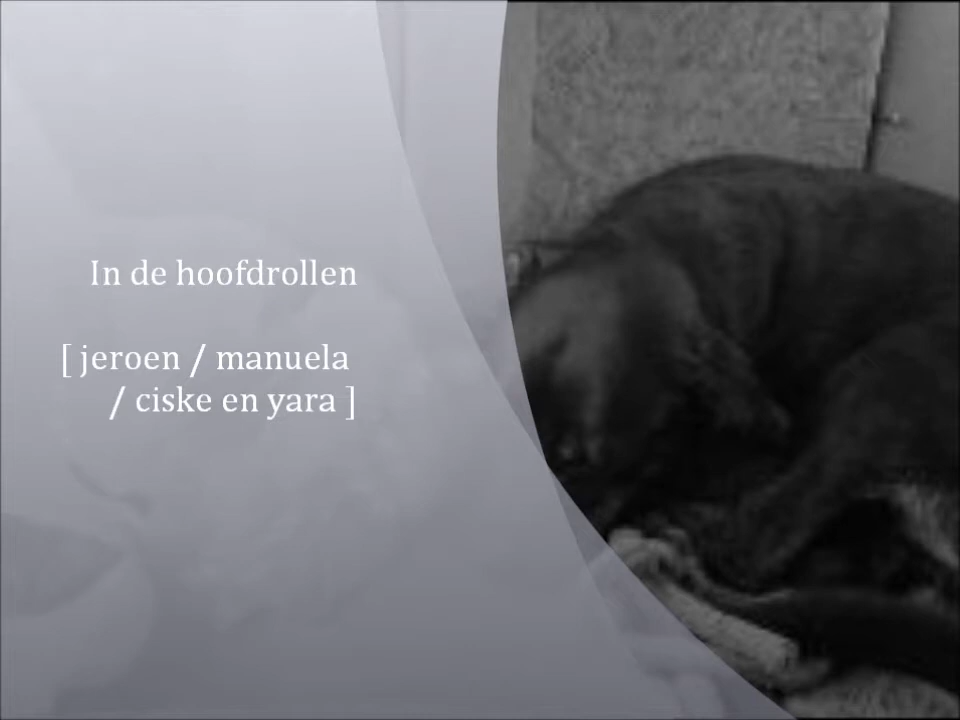 In de hoofdrollen
[ jeroen / manuela
/ ciske en yara ]